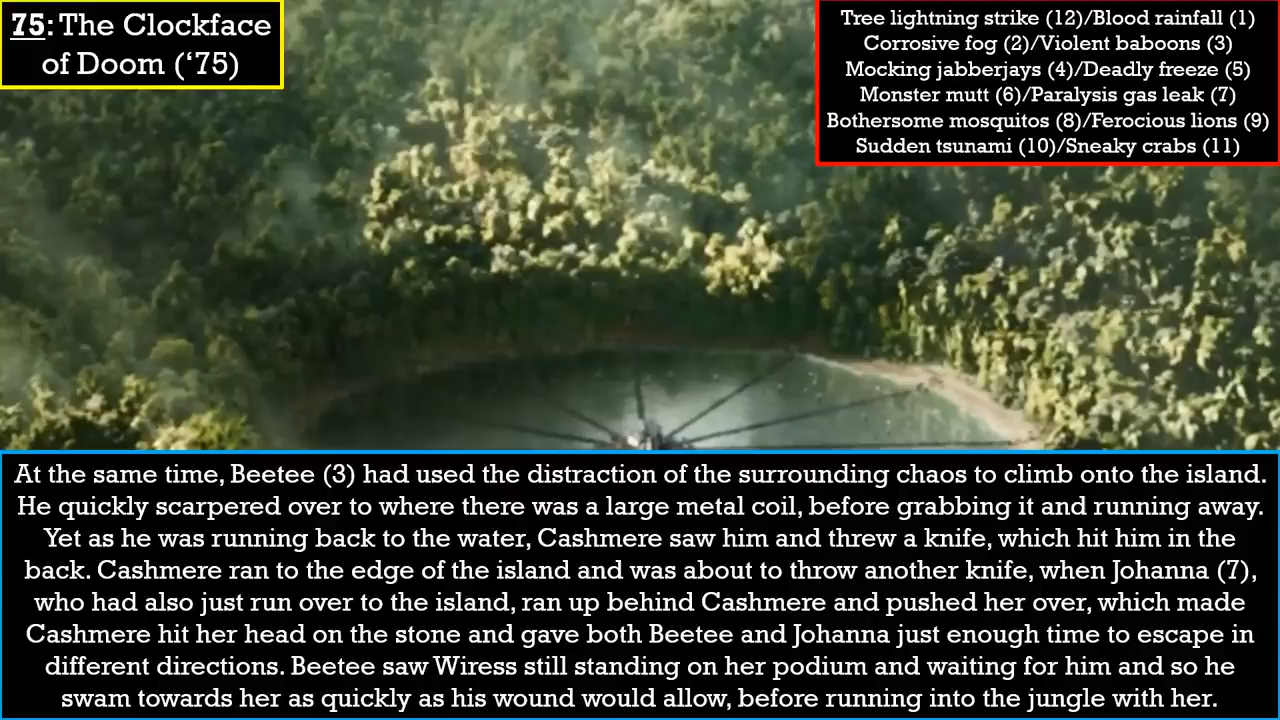 75: The Clockface
of Doom (‘75)
Tree lightning strike (12)/Blood rainfall (1)
Corrosive fog (2)/Violent baboons (3)
Mocking jabberjays (4)/Deadly freeze (5)
Monster mutt (6)/Paralysis gas leak (7)
Bothersome mosquitos (8)/Ferocious lions (9)
Sudden tsunami (10)/Sneaky crabs (11)
At the same time, Beetee (3) had used the distraction of the surrounding chaos to climb onto the island.
He quickly scarpered over to where there was a large metal coil, before grabbing it and running away.
Yet as he was running back to the water, Cashmere saw him and threw a knife, which hit him in the
back. Cashmere ran to the edge of the island and was about to throw another knife, when Johanna (7),
who had also just run over to the island, ran up behind Cashmere and pushed her over, which made
Cashmere hit her head on the stone and gave both Beetee and Johanna just enough time to escape in
different directions. Beetee saw Wiress still standing on her podium and waiting for him and so he
swam towards her as quickly as his wound would allow, before running into the jungle with her.